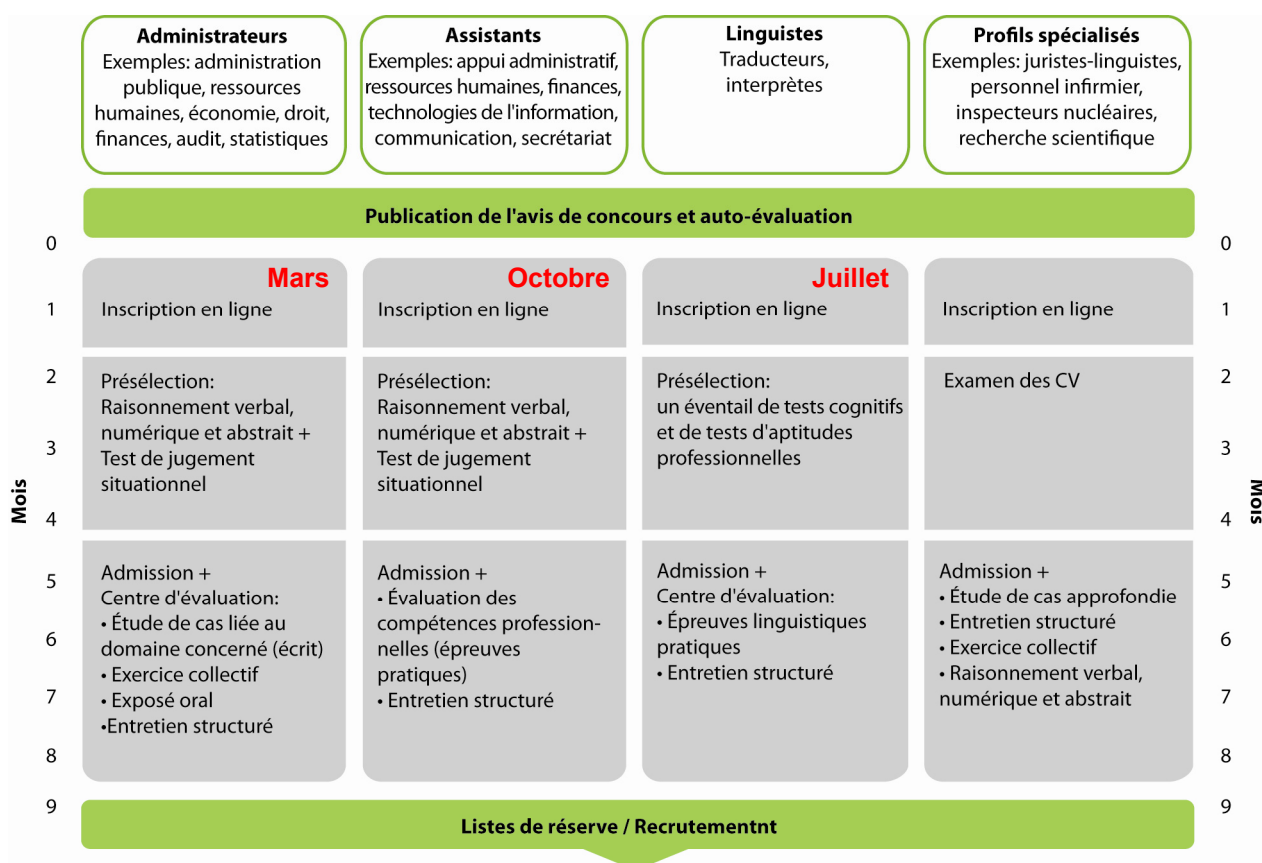 Administrateurs
Exemples: administration
publique, ressources
humaines, économie, droit,
finances, audit, statistiques
Assistants
Exemples: appui administratif,
ressources humaines, finances,
technologies de l'information,
communication, secrétariat
Linguistes
Traducteurs,
interprètes
Profils spécialisés
Exemples: juristes-linguistes,
personnel infirmier,
inspecteurs nucléaires,
recherche scientifique
Publication de l'avis de concours et auto-évaluation
Mois
0
1
2
3
4
5
6
7
8
9
Mars
Inscription en ligne
Octobre
Inscription en ligne
Juillet
Inscription en ligne
Inscription en ligne
Présélection:
Raisonnement verbal,
numérique et abstrait +
Test de jugement
situationnel
Présélection:
Raisonnement verbal,
numérique et abstrait +
Test de jugement
situationnel
Présélection:
un éventail de tests cognitifs
et de tests d'aptitudes
professionnelles
Examen des CV
Admission +
Centre d'évaluation:
• Étude de cas liée au
domaine concerné (écrit)
• Exercice collectif
• Exposé oral
•Entretien structuré
Admission +
• Évaluation des
compétences profession-
nelles (épreuves
pratiques)
• Entretien structuré
Admission +
Centre d'évaluation:
• Épreuves linguistiques
pratiques
• Entretien structuré
Admission +
• Étude de cas approfondie
• Entretien structuré
• Exercice collectif
• Raisonnement verbal,
numérique et abstrait
0
1
2
3
4
5
6
7
8
9
Mois
Listes de réserve / Recrutementnt